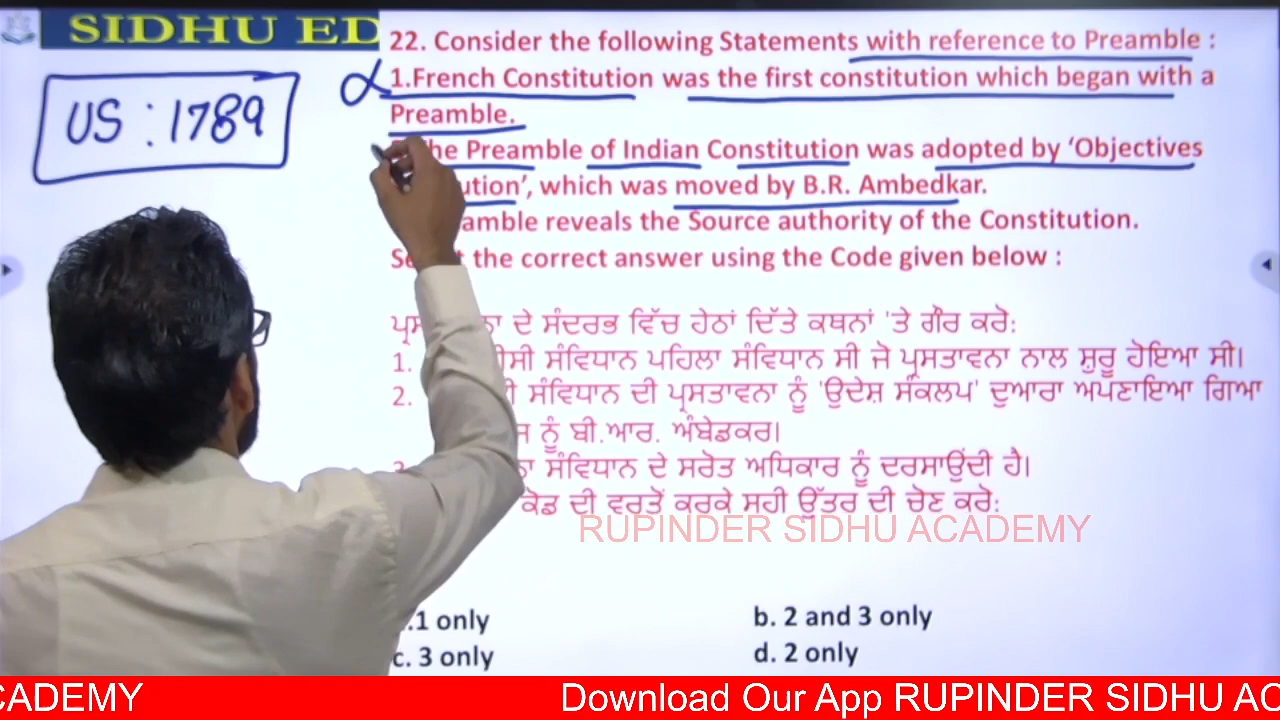 SIDHU ED
US : 1789
22. Consider the following Statements with reference to Preamble :
1.French Constitution was the first constitution which began with a
Preamble.
the Preamble of Indian Constitution was adopted by ‘Objectives
ution’, which was moved by B.R. Ambedkar.
amble reveals the Source authority of the Constitution.
the correct answer using the Code given below :
ਦੇ ਸੰਦਰਭ ਵਿੱਚ ਹੇਠਾਂ ਦਿੱਤੇ ਕਥਨਾਂ 'ਤੇ ਗੌਰ ਕਰੋ:
1. ਸੀ ਸੰਵਿਧਾਨ ਪਹਿਲਾ ਸੰਵਿਧਾਨ ਸੀ ਜੋ ਪ੍ਰਸਤਾਵਨਾ ਨਾਲ ਸ਼ੁਰੂ ਹੋਇਆ ਸੀ।
2. ਸੰਵਿਧਾਨ ਦੀ ਪ੍ਰਸਤਾਵਨਾ ਨੂੰ 'ਉਦੇਸ਼ ਸੰਕਲਪ' ਦੁਆਰਾ ਅਪਣਾਇਆ ਗਿਆ
ਨੂੰ ਬੀ.ਆਰ. ਅੰਬੇਡਕਰ।
ਸੰਵਿਧਾਨ ਦੇ ਸਰੋਤ ਅਧਿਕਾਰ ਨੂੰ ਦਰਸਾਉਂਦੀ ਹੈ।
ਕੋਡ ਦੀ ਵਰਤੋਂ ਕਰਕੇ ਸਹੀ ਉੱਤਰ ਦੀ ਚੋਣ ਕਰੋ:
RUPINDER SIDHU ACADEMY
.1 only
b. 2 and 3 only
c. 3 only
d. 2 only
CADEMY
Download Our App RUPINDER SIDHU AC